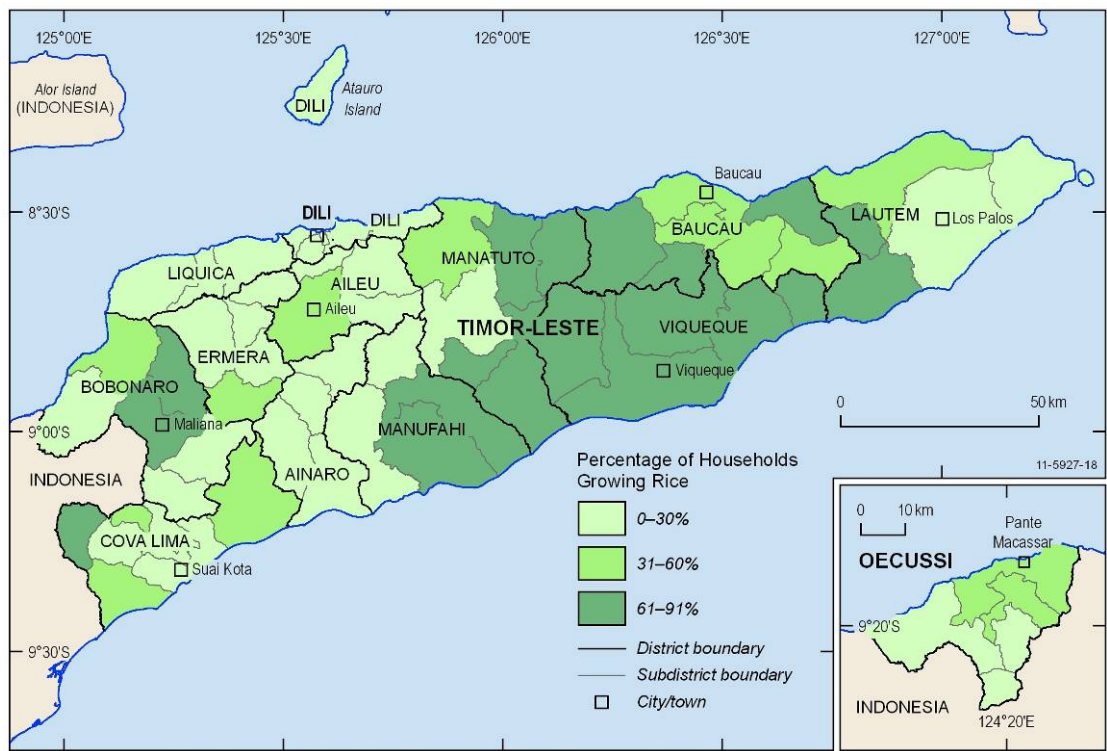 125°00'E
125°30'E
126°00'E
126°30'E
127°00'E
Alor Island
(INDONESIA)
DILI
Atauro
Island
8°30'S
9°00'S
9°30'S
DILI
DILI
LIQUICA
AILEU
Aileu
ERMERA
BOBONARO
Maliana
INDONESIA
COVA LIMA
Suai Kota
AINARO
MANUFAHI
MANATUTO
TIMOR-LESTE
Baucau
BAUCAU
VIQUEQUE
Viqueque
LAUTEM
Los Palos
0
50 km
11-5927-18
Percentage of Households
Growing Rice
0–30%
31–60%
61–91%
District boundary
Subdistrict boundary
City/town
0
10 km
Pante
Macassar
OECUSSI
9°20'S
INDONESIA
124°20'E